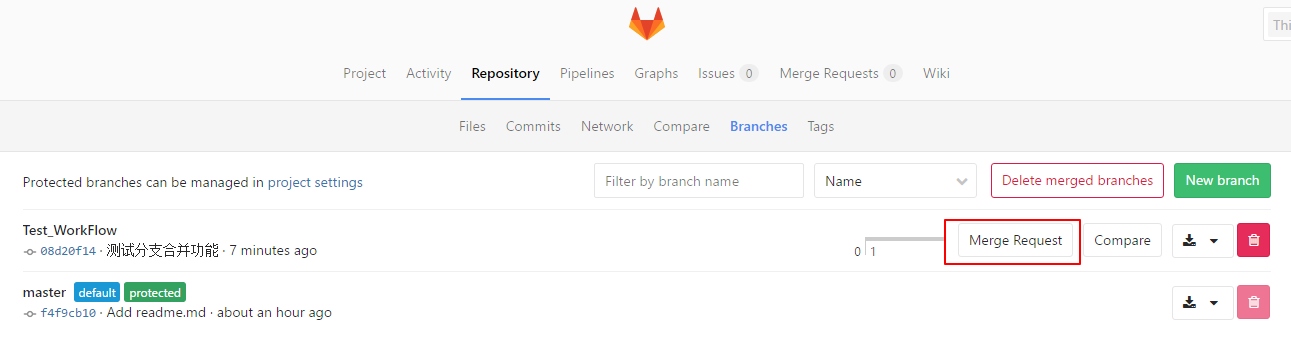 Thi
Project Activity Repository Pipelines Graphs Issues 0 Merge Requests 0 Wiki
Files Commits Network Compare Branches Tags
Protected branches can be managed in project settings Filter by branch name Name Delete merged branches New branch
Test_WorkFlow
08d20f14 · 测试分支合并功能 · 7 minutes ago 0 1 Merge Request Compare
master default protected
f4f9cb10 · Add readme.md · about an hour ago